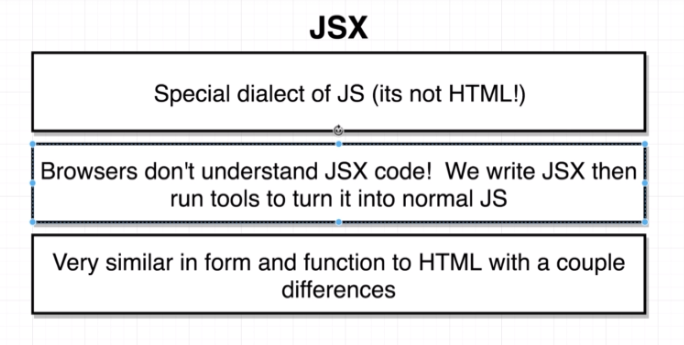 JSX
Special dialect of JS (its not HTML!)
Browsers don't understand JSX code!  We write JSX then
run tools to turn it into normal JS
Very similar in form and function to HTML with a couple
differences